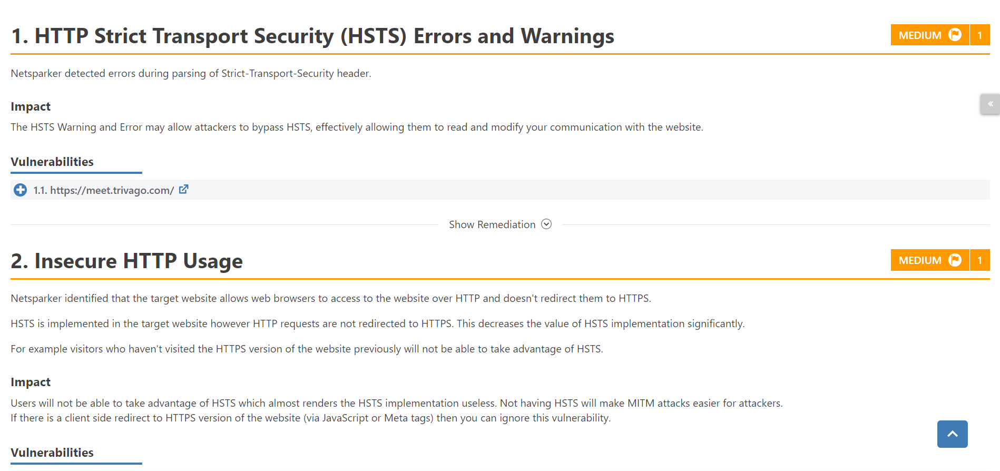 1. HTTP Strict Transport Security (HSTS) Errors and Warnings
MEDIUM 1
Netsparker detected errors during parsing of Strict-Transport-Security header.
Impact
The HSTS Warning and Error may allow attackers to bypass HSTS, effectively allowing them to read and modify your communication with the website.
Vulnerabilities
1.1. https://meet.trivago.com/
Show Remediation
2. Insecure HTTP Usage
MEDIUM 1
Netsparker identified that the target website allows web browsers to access to the website over HTTP and doesn't redirect them to HTTPS.
HSTS is implemented in the target website however HTTP requests are not redirected to HTTPS. This decreases the value of HSTS implementation significantly.
For example visitors who haven't visited the HTTPS version of the website previously will not be able to take advantage of HSTS.
Impact
Users will not be able to take advantage of HSTS which almost renders the HSTS implementation useless. Not having HSTS will make MITM attacks easier for attackers.
If there is a client side redirect to HTTPS version of the website (via JavaScript or Meta tags) then you can ignore this vulnerability.
Vulnerabilities